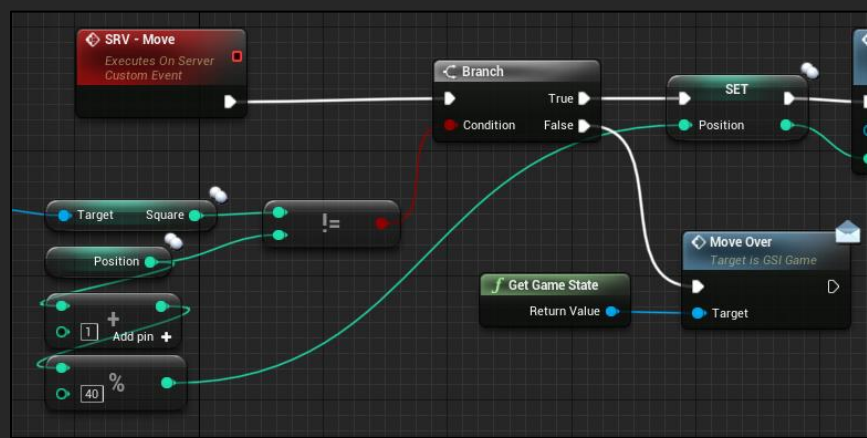 SRV - Move
Executes On Server
Custom Event
Branch
True
Condition False
SET
Position
Target Square
!=
Position
Move Over
Target is GSI Game
Target
Get Game State
Return Value
+
1
Add pin +
%
40